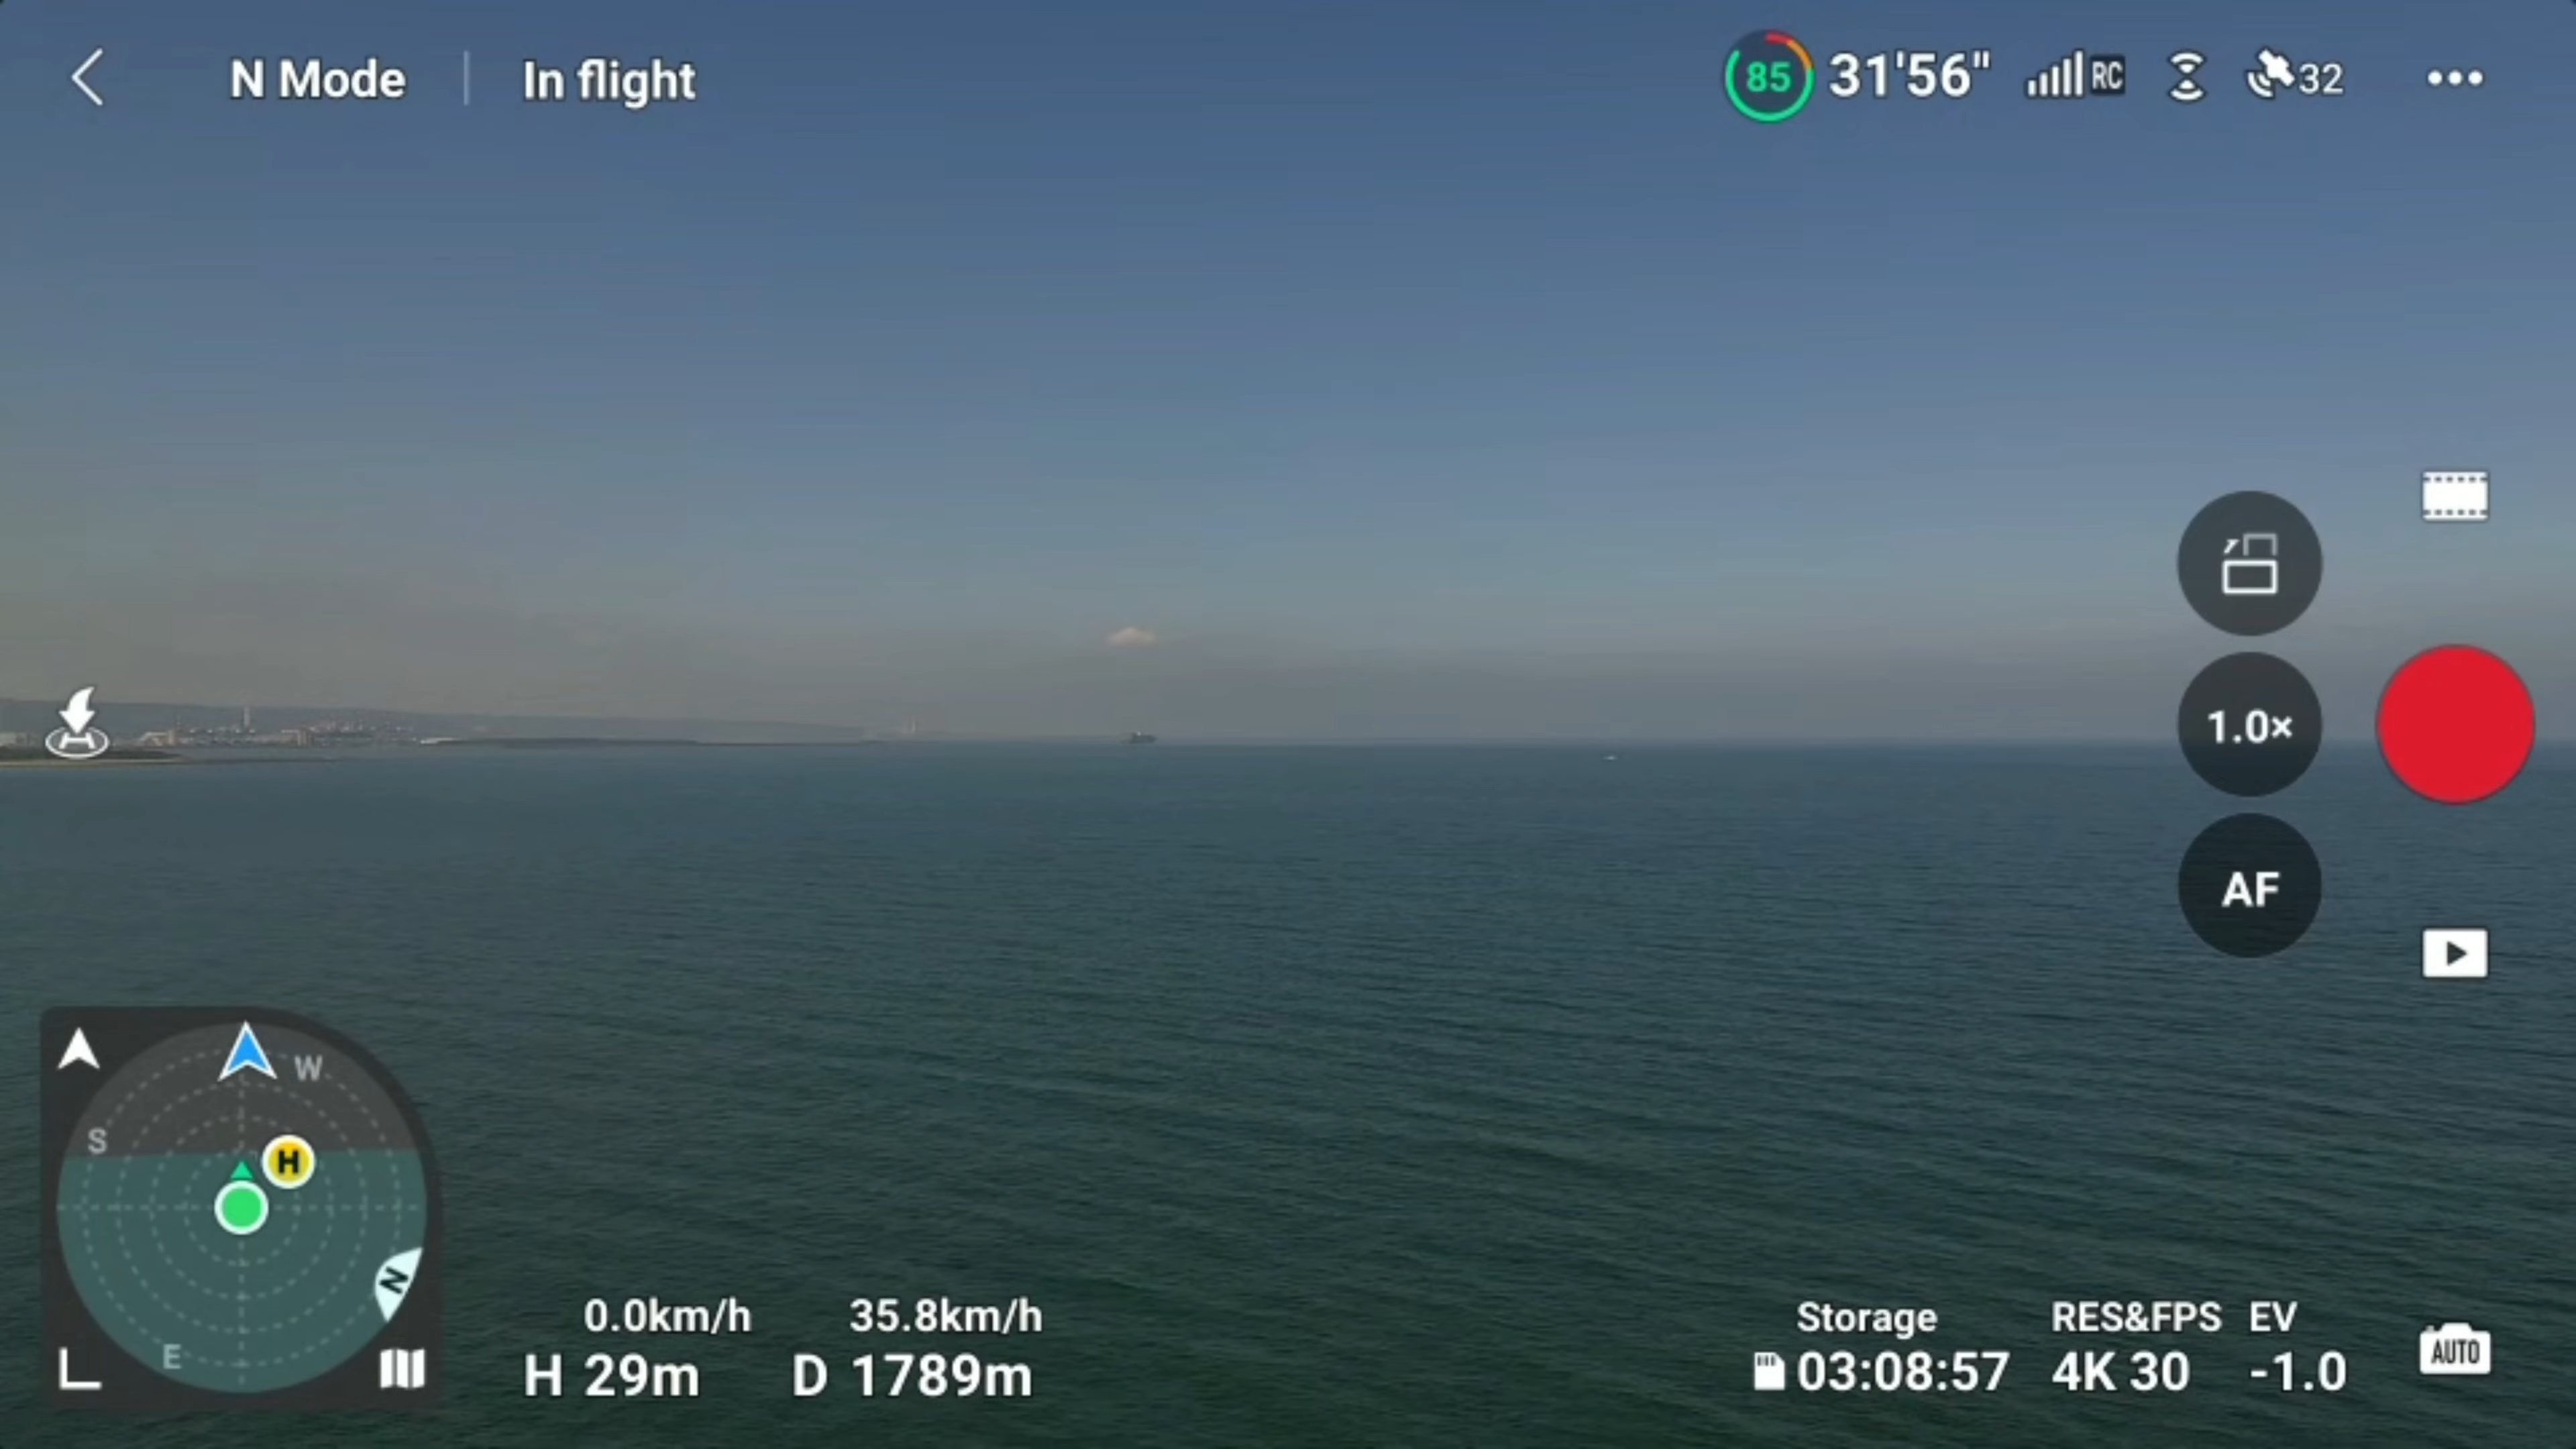 N Mode | In flight
85 31'56" RC 32
1.0×
AF
W
S
H
N
E
0.0km/h 35.8km/h
H 29m D 1789m
Storage RES&FPS EV
03:08:57 4K 30 -1.0
AUTO